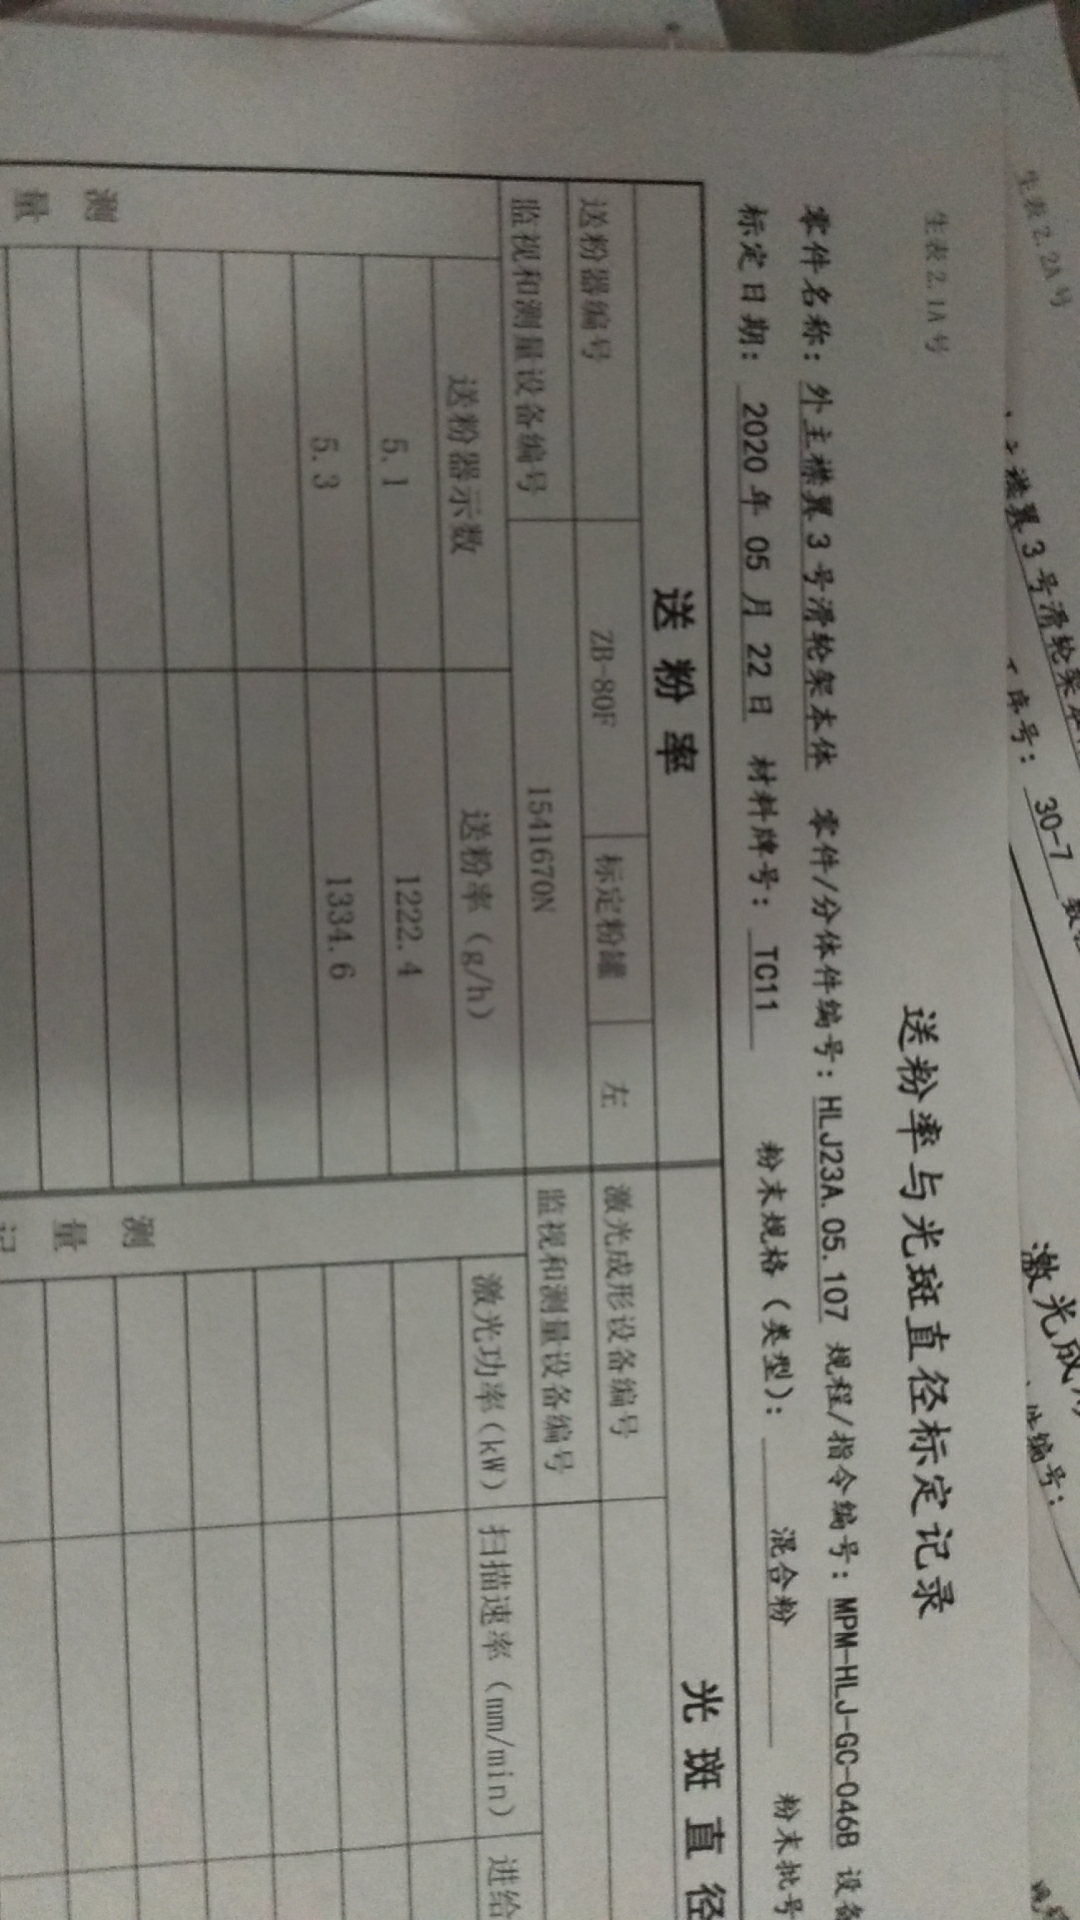 生表2.2A号
襟翼3号滑轮架
序号：30-7
激光成
编号：
生表2.1A号
送粉率与光斑直径标定记录
零件名称：外主襟翼3号滑轮架本体 零件/分体件编号：HLJ23A.05.107 规程/指令编号：MPM-HLJ-GC-046B 设备
标定日期：2020年05月22日 材料牌号：TC11 粉末规格（类型）：混合粉 粉末批号
送粉率 光斑直径
送粉器编号 ZB-80F 标定粉罐 左 激光成形设备编号
监视和测量设备编号 1541670N 监视和测量设备编号
送粉器示数 送粉率（g/h） 激光功率（kW） 扫描速率（mm/min） 进给
5.1 1222.4
5.3 1334.6
测 测
量 量
记